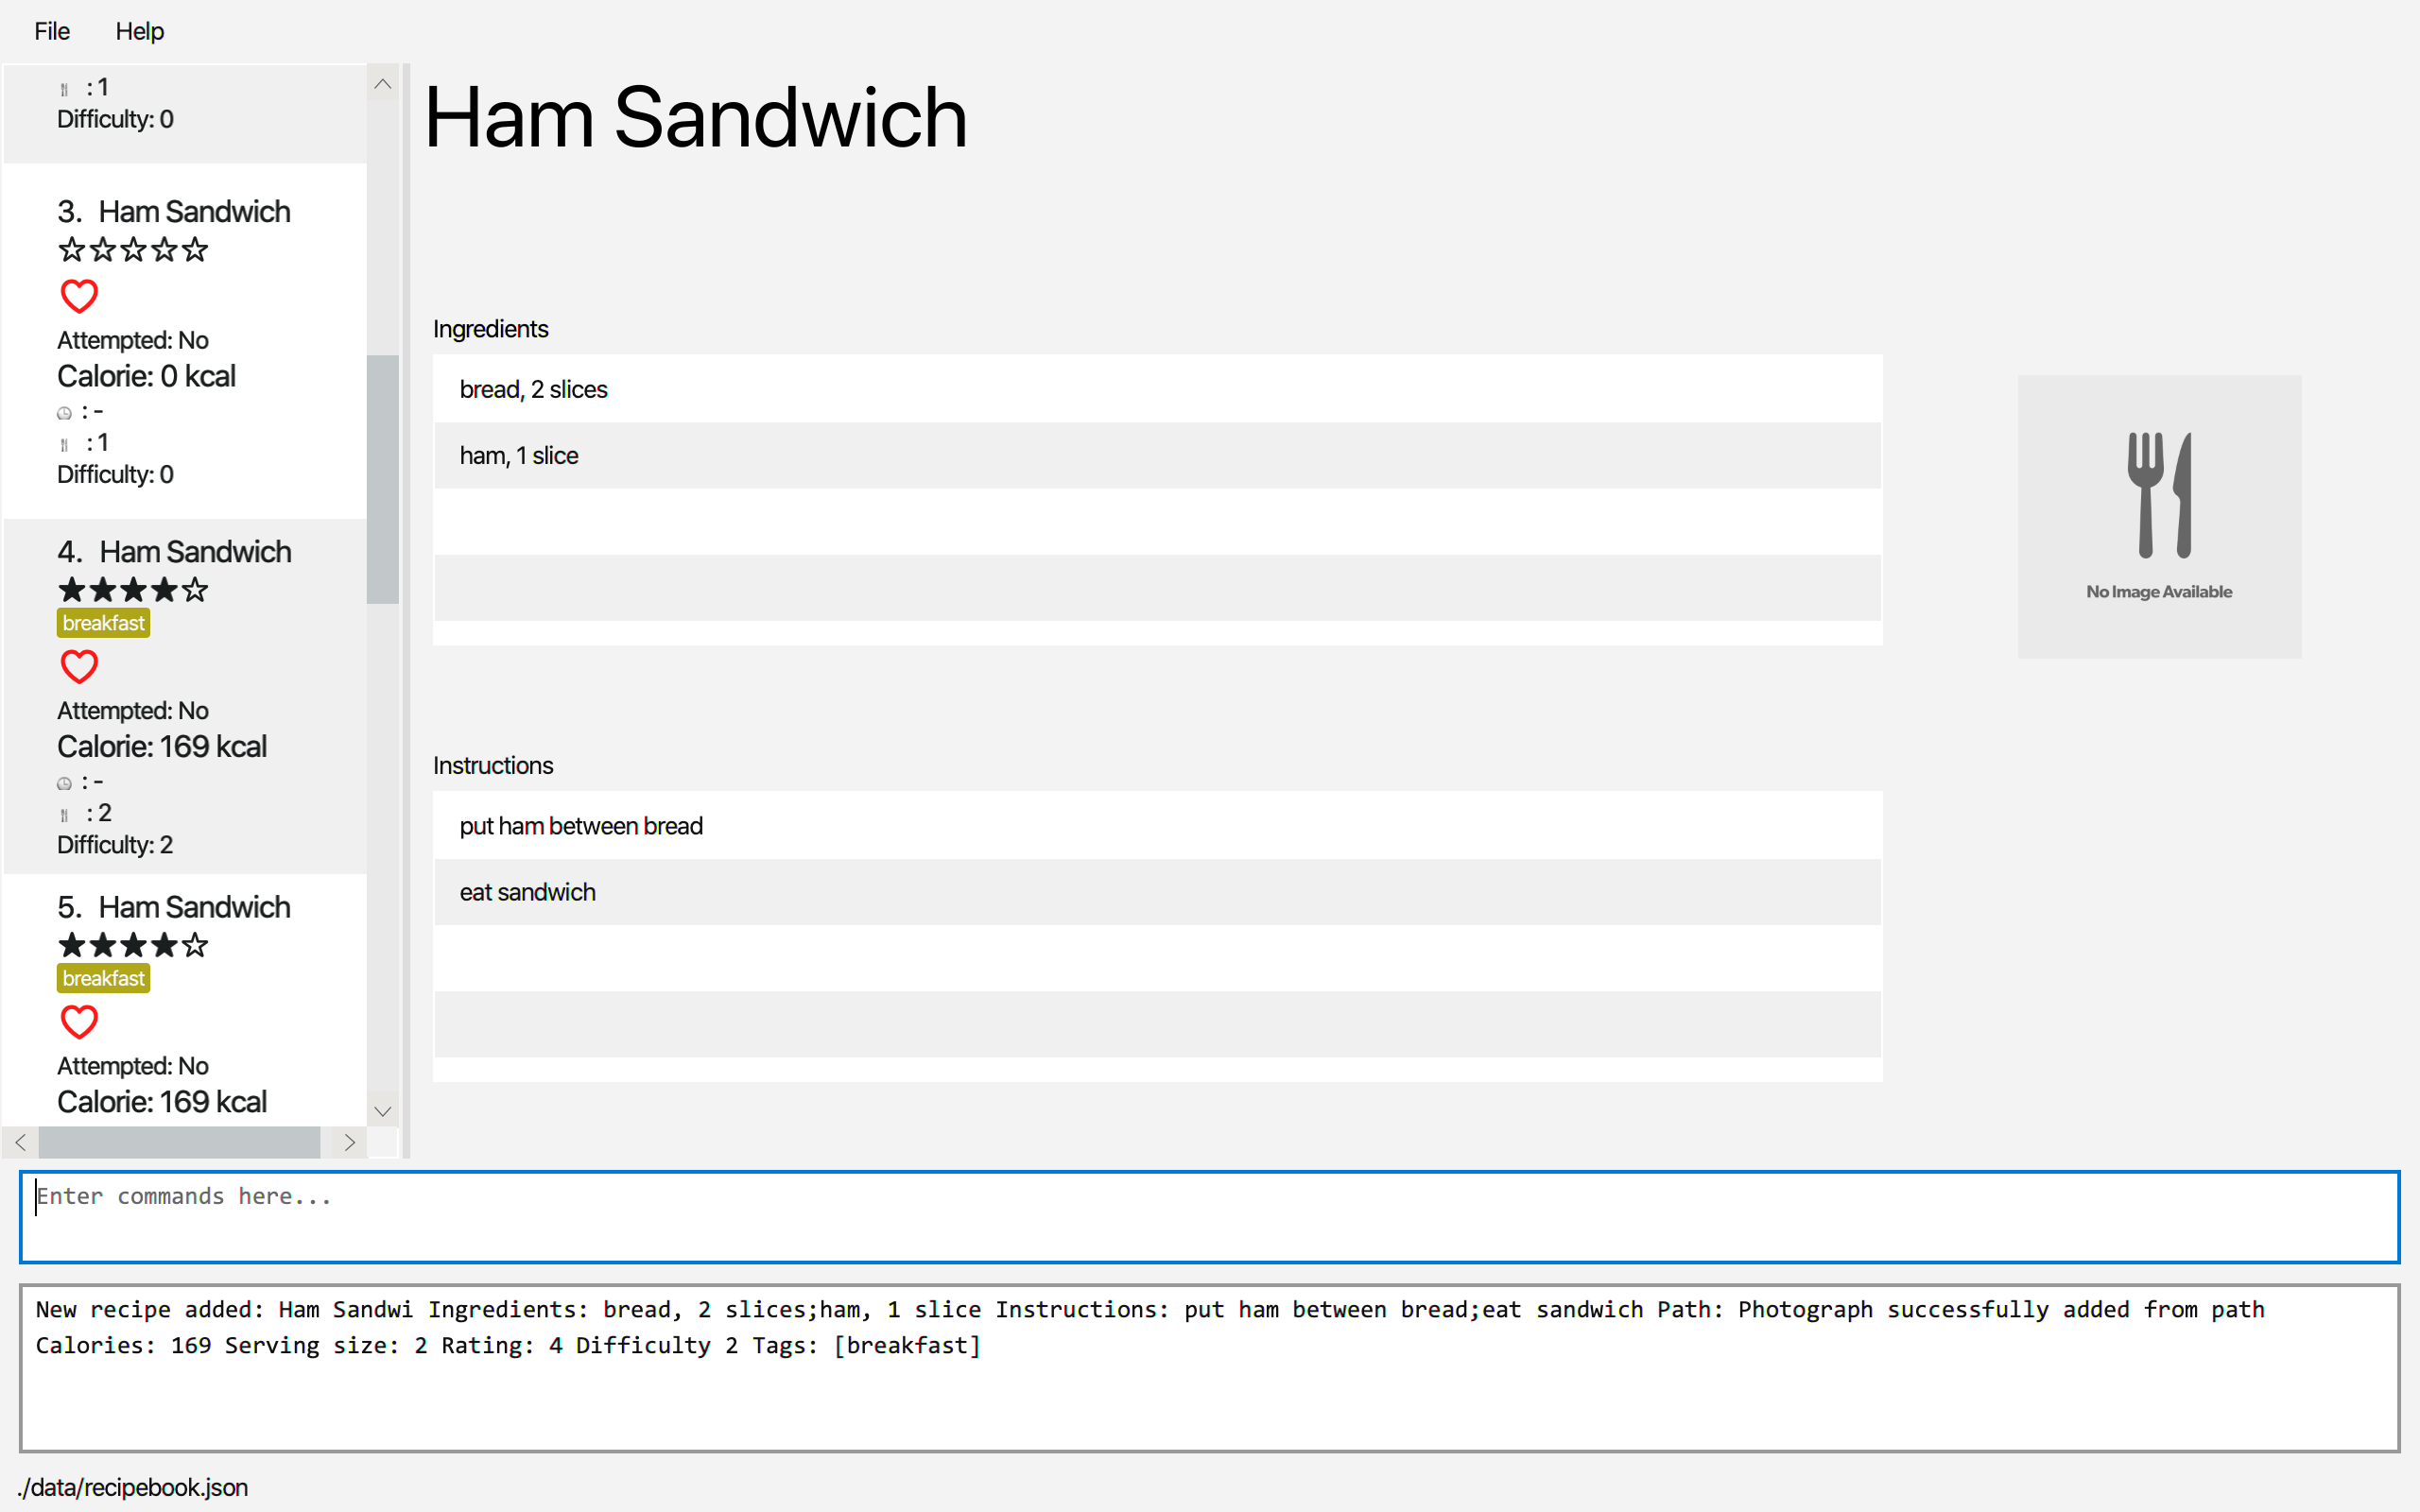 File Help
: 1
Difficulty: 0
3. Ham Sandwich
☆☆☆☆☆
Attempted: No
Calorie: 0 kcal
: -
: 1
Difficulty: 0
4. Ham Sandwich
★★★★☆
breakfast
Attempted: No
Calorie: 169 kcal
: -
: 2
Difficulty: 2
5. Ham Sandwich
★★★★☆
breakfast
Attempted: No
Calorie: 169 kcal
Ham Sandwich
Ingredients
bread, 2 slices
ham, 1 slice
No Image Available
Instructions
put ham between bread
eat sandwich
Enter commands here...
New recipe added: Ham Sandwi Ingredients: bread, 2 slices;ham, 1 slice Instructions: put ham between bread;eat sandwich Path: Photograph successfully added from path
Calories: 169 Serving size: 2 Rating: 4 Difficulty 2 Tags: [breakfast]
./data/recipebook.json